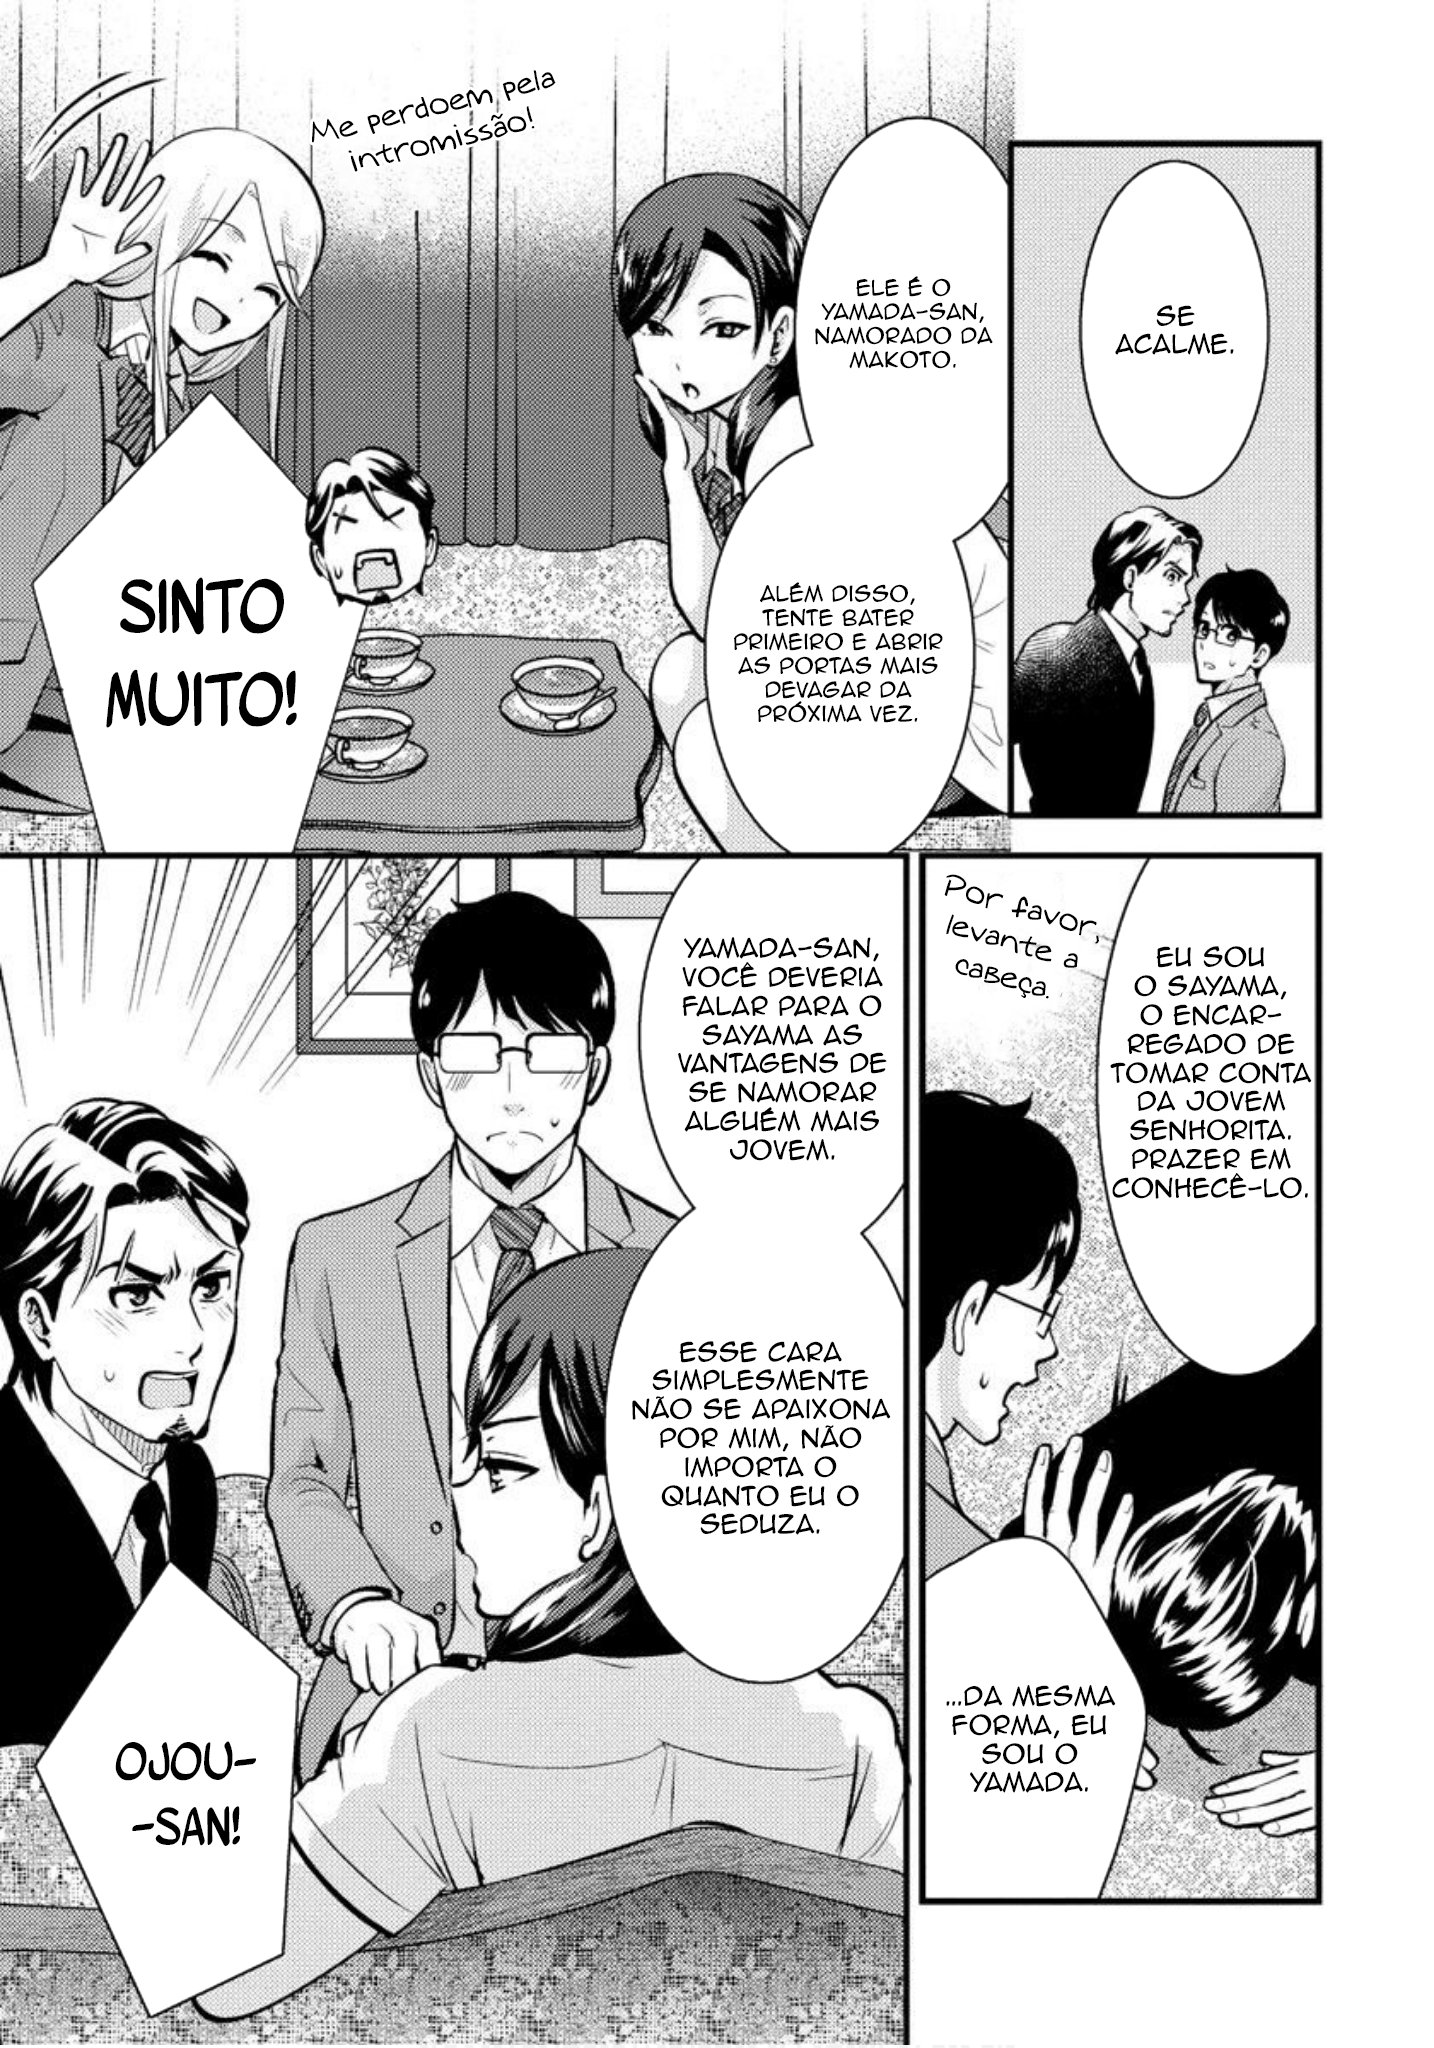 SE
ACALME.
ELE É O
YAMADA-SAN,
NAMORADO DA
MAKOTO.
ALÉM DISSO,
TENTE BATER
PRIMEIRO E ABRIR
AS PORTAS MAIS
DEVAGAR DA
PRÓXIMA VEZ.
Me perdoem pela
intromissão!
SINTO
MUITO!
EU SOU
O SAYAMA,
O ENCAR-
REGADO DE
TOMAR CONTA
DA JOVEM
SENHORITA.
PRAZER EM
CONHECÊ-LO.
Por favor,
levante a
cabeça.
...DA MESMA
FORMA, EU
SOU O
YAMADA.
YAMADA-SAN,
VOCÊ DEVERIA
FALAR PARA O
SAYAMA AS
VANTAGENS DE
SE NAMORAR
ALGUÉM MAIS
JOVEM.
ESSE CARA
SIMPLESMENTE
NÃO SE APAIXONA
POR MIM, NÃO
IMPORTA O
QUANTO EU O
SEDUZA.
OJOU-
-SAN!